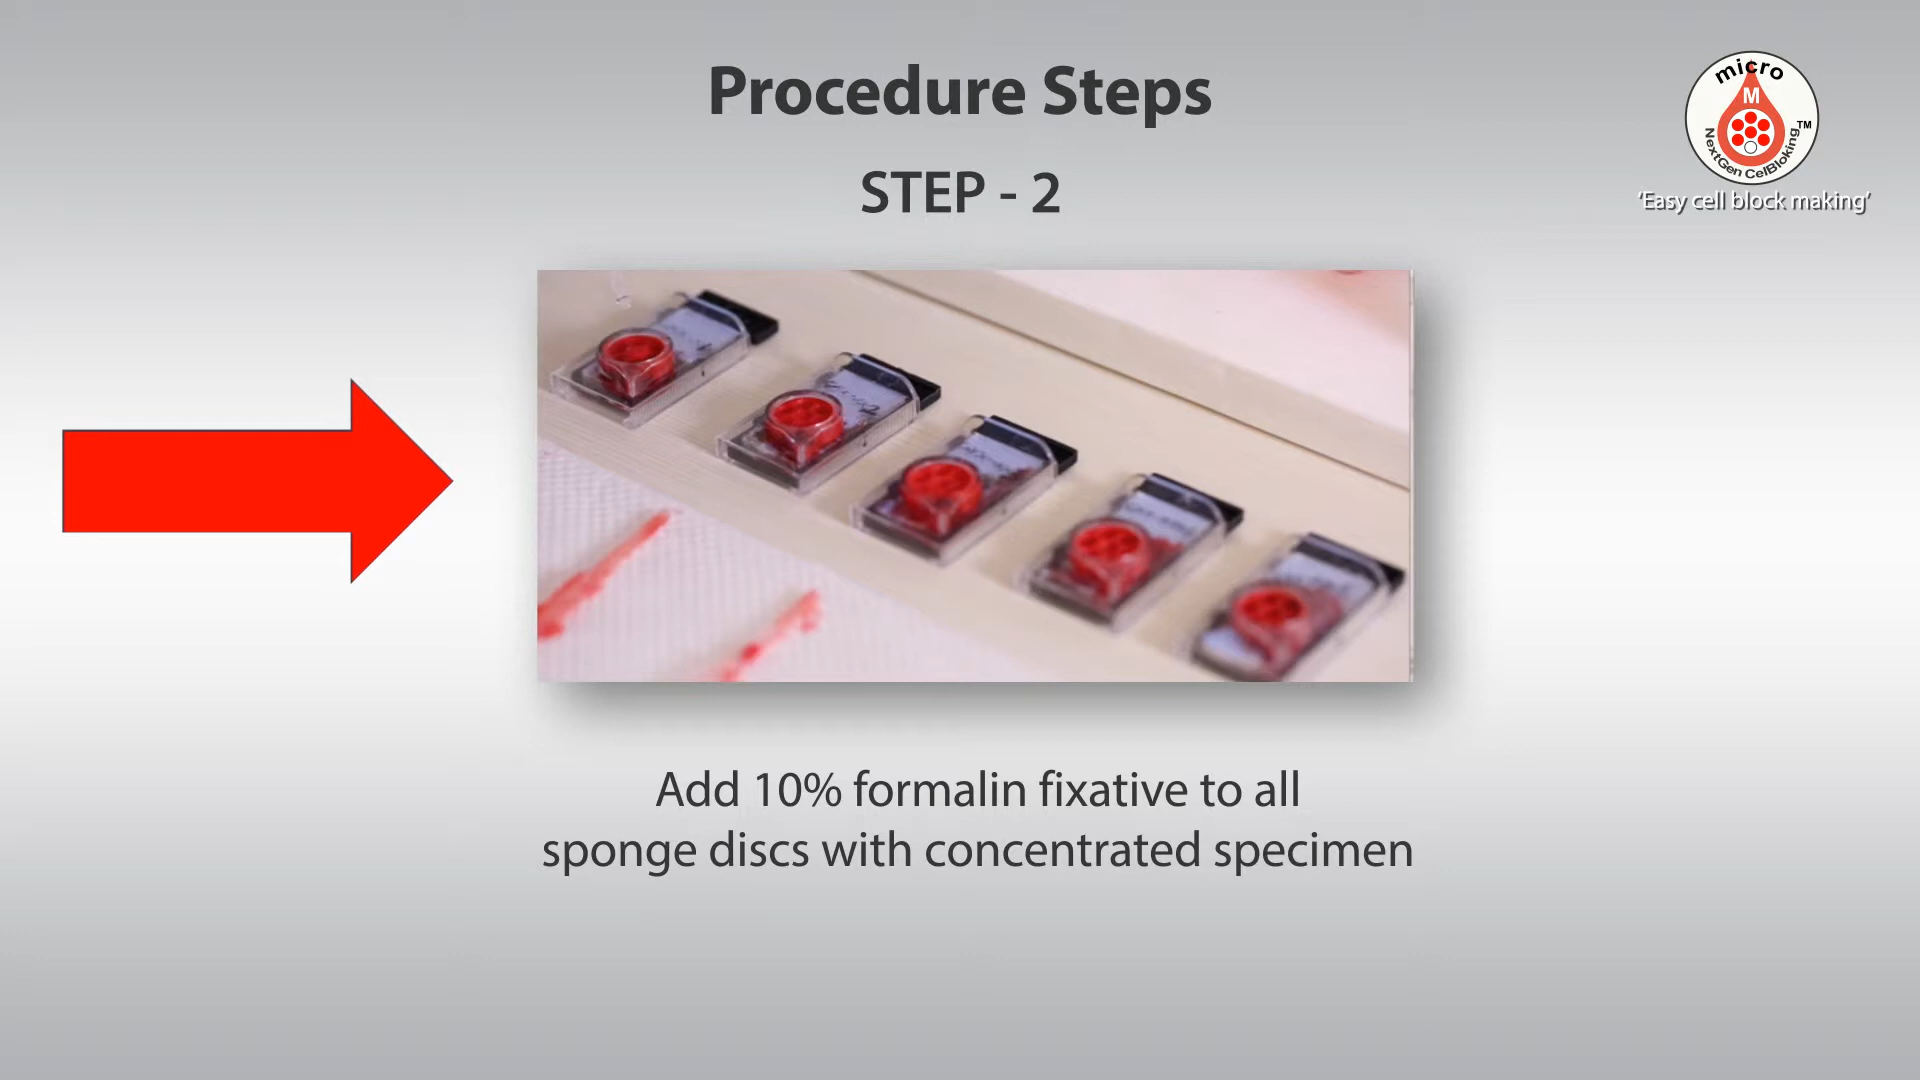 Procedure Steps
STEP - 2
micro
M
NextGen CelBloking
TM
'Easy cell block making'
Add 10% formalin fixative to all
sponge discs with concentrated specimen